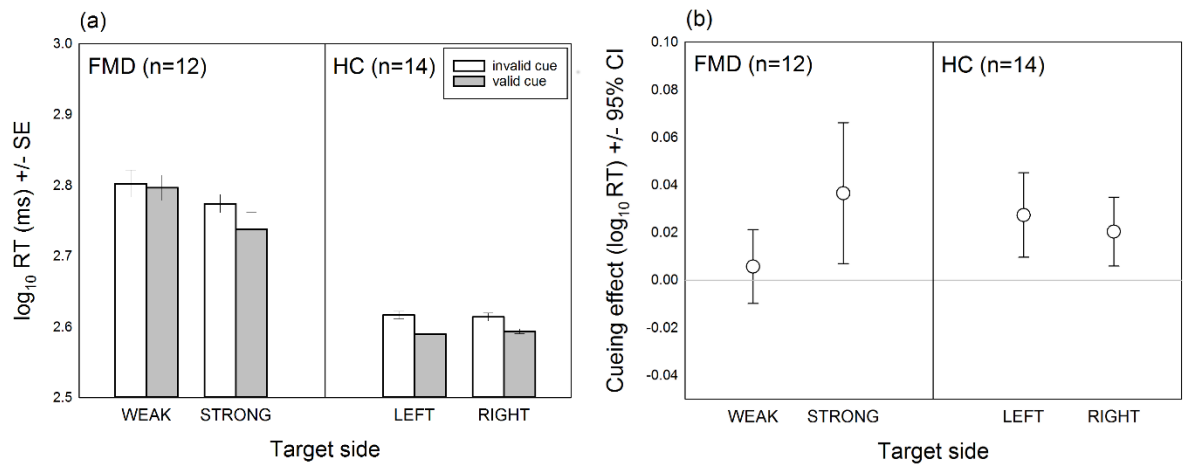 (a)
3.0
2.9
2.8
2.7
2.6
2.5
log10 RT (ms) +/- SE
FMD (n=12)
HC (n=14)
invalid cue
valid cue
WEAK STRONG LEFT RIGHT
Target side
(b)
0.10
0.08
0.06
0.04
0.02
0.00
-0.02
-0.04
Cueing effect (log10 RT) +/- 95% CI
FMD (n=12)
HC (n=14)
WEAK STRONG LEFT RIGHT
Target side